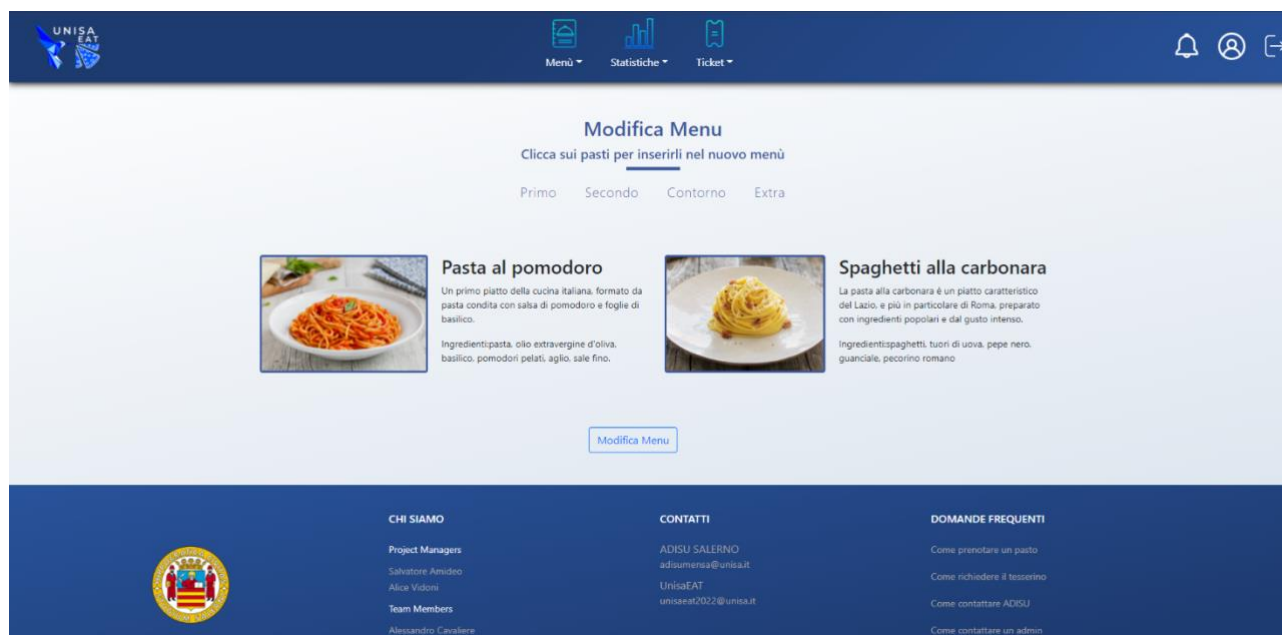 UNISA
EAT
Menù
Statistiche
Ticket
Modifica Menu
Clicca sui pasti per inserirli nel nuovo menù
Primo Secondo Contorno Extra
Pasta al pomodoro
Un primo piatto della cucina italiana, formato da
pasta condita con salsa di pomodoro e foglie di
basilico.
Ingredienti:pasta, olio extravergine d'oliva,
basilico, pomodori pelati, aglio, sale fino.
Spaghetti alla carbonara
La pasta alla carbonara è un piatto caratteristico
del Lazio, e più in particolare di Roma, preparato
con ingredienti popolari e dal gusto intenso.
Ingredienti:spaghetti, tuori di uova, pepe nero,
guanciale, pecorino romano
Modifica Menu
CHI SIAMO
Project Managers
Salvatore Amideo
Alice Vidoni
Team Members
Alessandro Cavaliere
CONTATTI
ADISU SALERNO
adisumensa@unisa.it
UnisaEAT
unisaeat2022@unisa.it
DOMANDE FREQUENTI
Come prenotare un pasto
Come richiedere il tesserino
Come contattare ADISU
Come contattare un admin